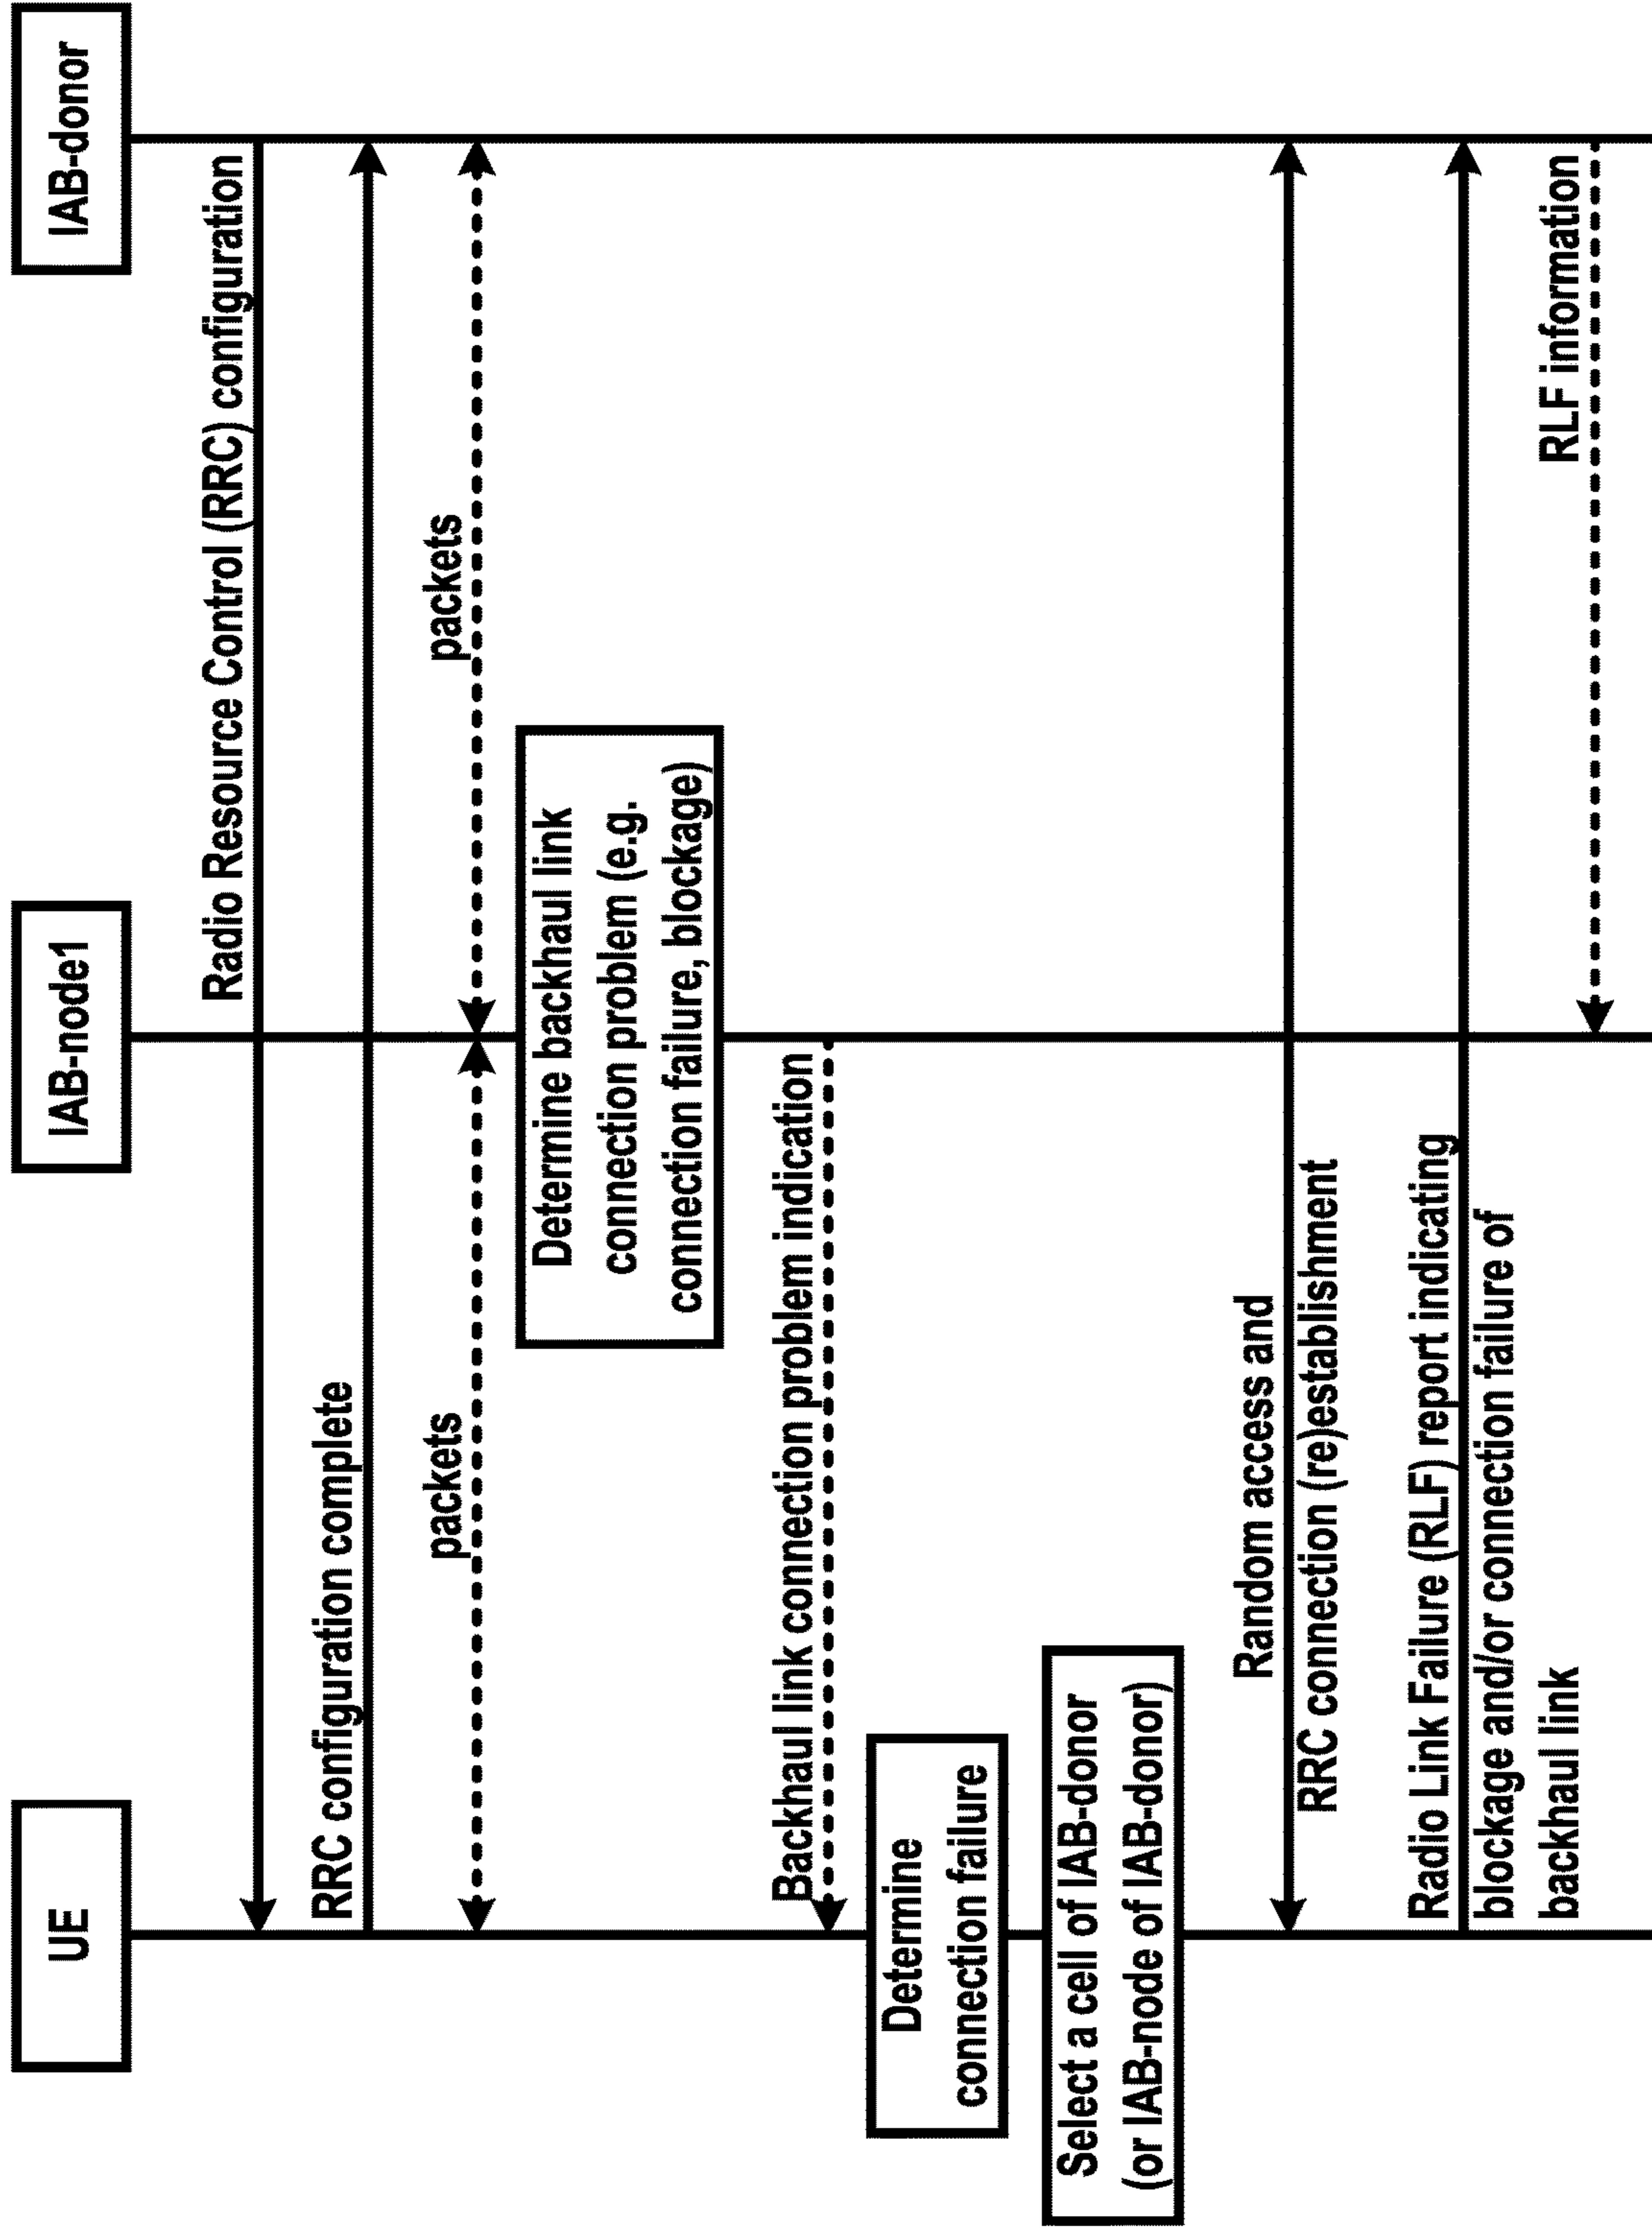 UE
IAB-node1
IAB-donor
Radio Resource Control (RRC) configuration
RRC configuration complete
packets
packets
Determine backhaul link
connection problem (e.g.
connection failure, blockage)
Backhaul link connection problem indication
Determine
connection failure
Select a cell of IAB-donor
(or IAB-node of IAB-donor)
Random access and
RRC connection (re)establishment
Radio Link Failure (RLF) report indicating
blockage and/or connection failure of
backhaul link
RLF information